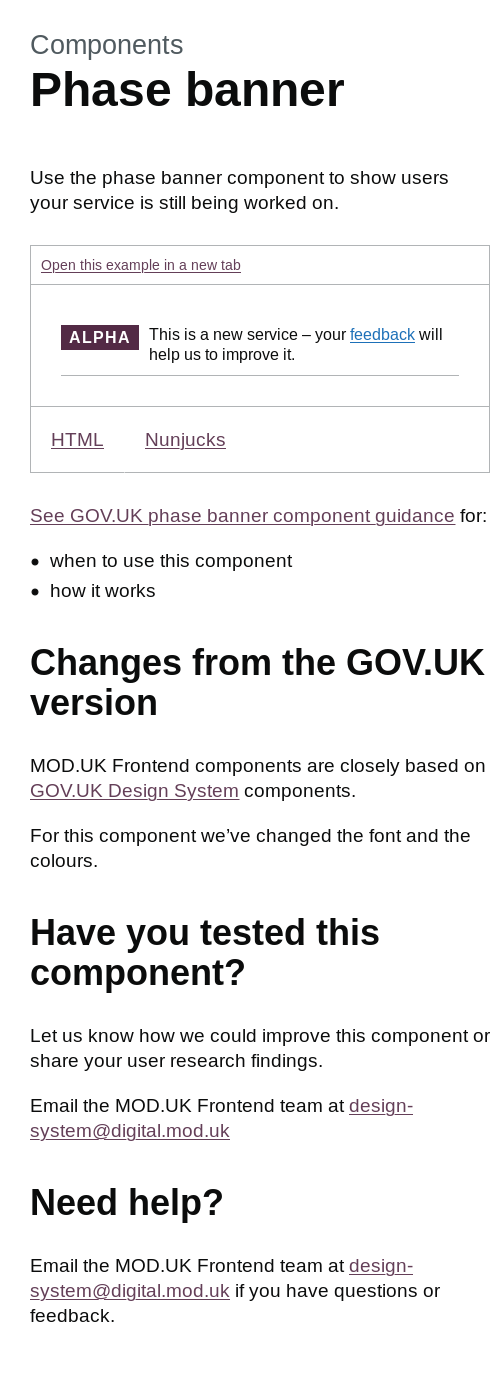 Components
Phase banner
Use the phase banner component to show users
your service is still being worked on.
Open this example in a new tab
ALPHA
This is a new service – your feedback will
help us to improve it.
HTML
Nunjucks
See GOV.UK phase banner component guidance for:
• when to use this component
• how it works
Changes from the GOV.UK
version
MOD.UK Frontend components are closely based on
GOV.UK Design System components.
For this component we’ve changed the font and the
colours.
Have you tested this
component?
Let us know how we could improve this component or
share your user research findings.
Email the MOD.UK Frontend team at design-
system@digital.mod.uk
Need help?
Email the MOD.UK Frontend team at design-
system@digital.mod.uk if you have questions or
feedback.